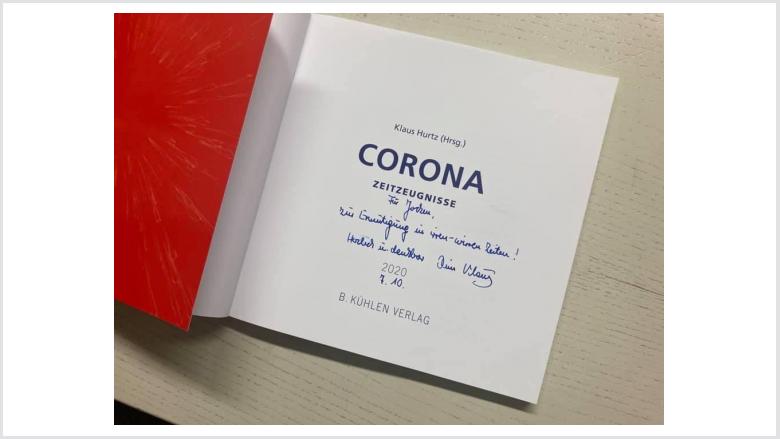 Klaus Hurtz (Hrsg.)
CORONA
ZEITZEUGNISSE
Für Jochen,
zur Ermutigung in irren-wirren Zeiten!
Herzlich u. dankbar Dein Klaus
2020
7.10.
B. KÜHLEN VERLAG